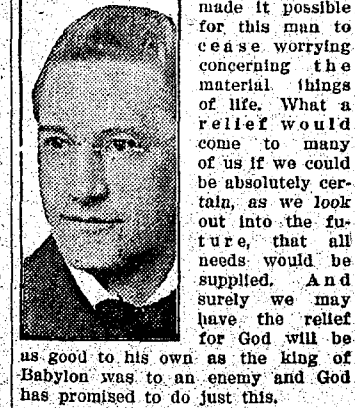 made it possible
for this man to
cease worrying
concerning the
material things
of life. What a
relief would
come to many
of us if we could
be absolutely cer-
tain, as we look
out into the fu-
ture, that all
needs would be
supplied. And
surely we may
have the relief
for God will be
as good to his own as the king of
Babylon was to an enemy and God
has promised to do just this.